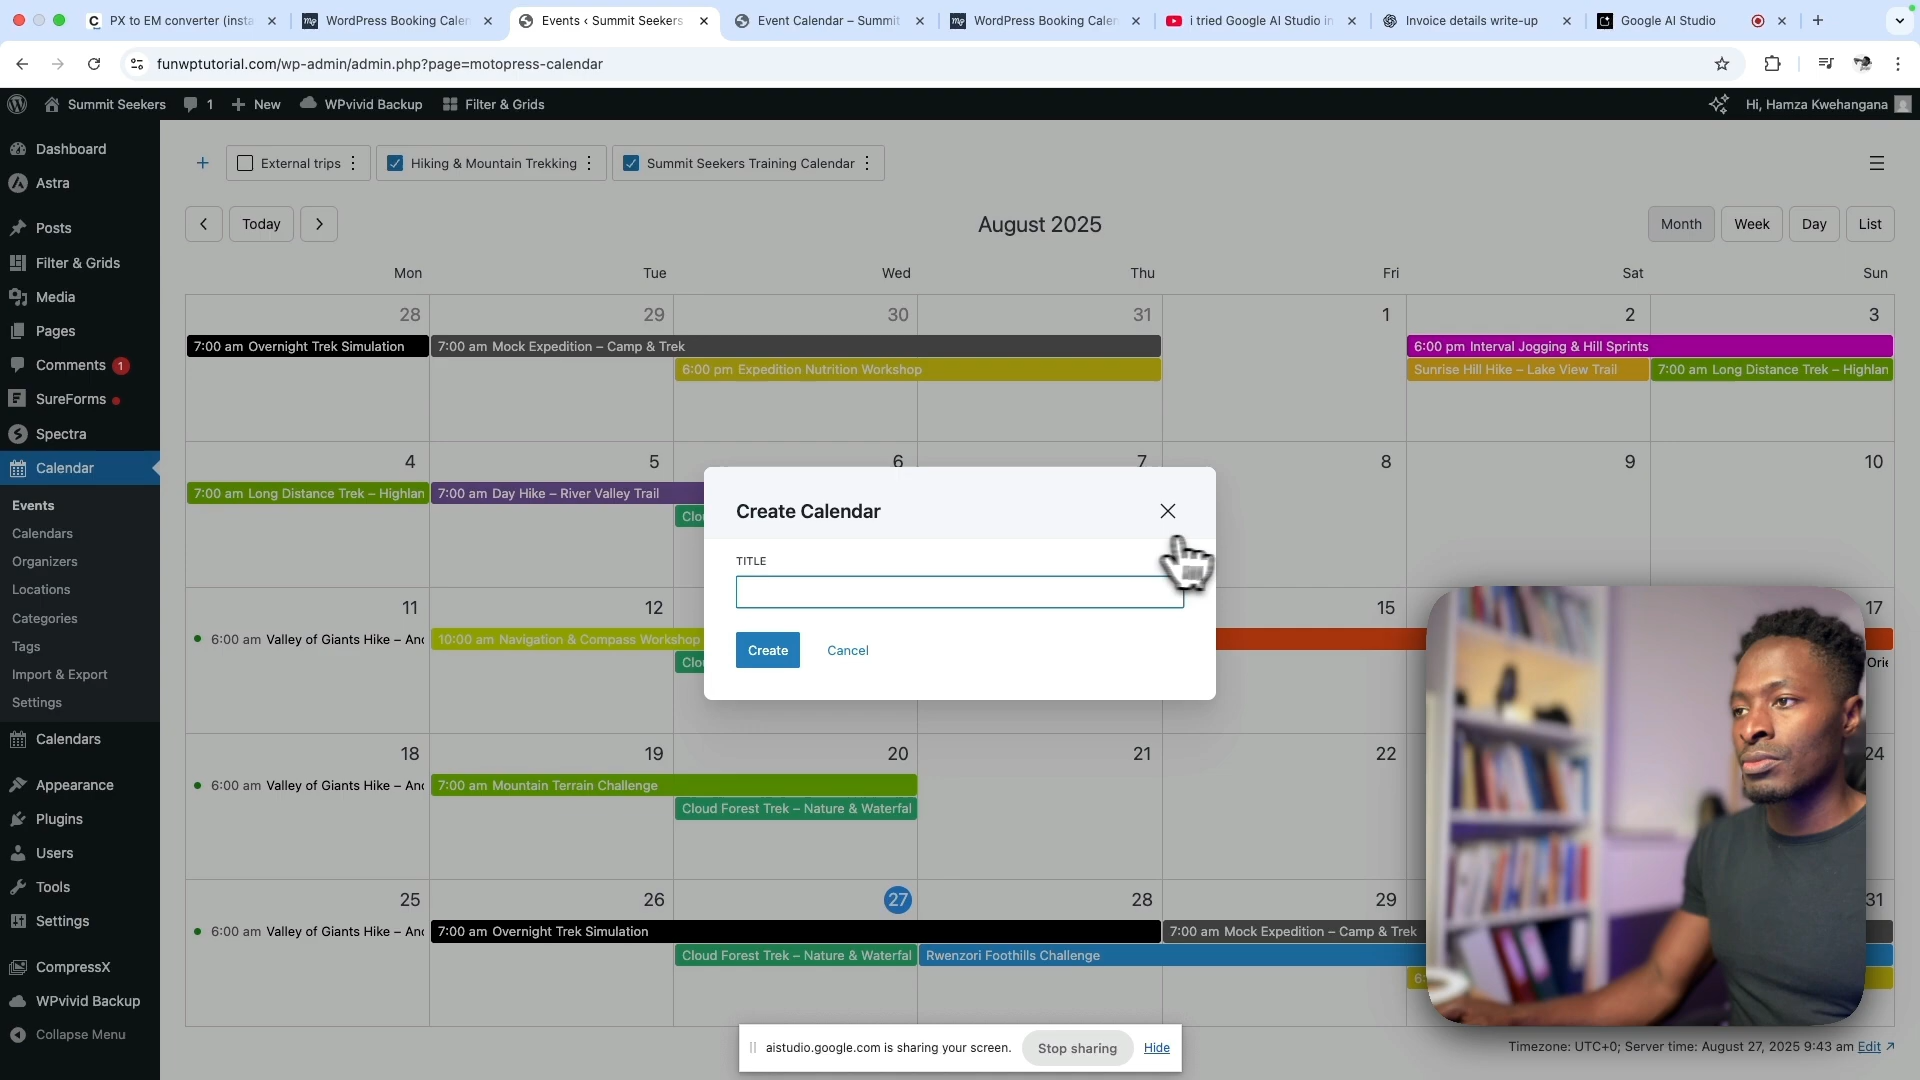 PX to EM converter (insta
WordPress Booking Calen
Events ‹ Summit Seekers
Event Calendar – Summit
WordPress Booking Calen
i tried Google AI Studio in
Invoice details write-up
Google AI Studio
funwptutorial.com/wp-admin/admin.php?page=motopress-calendar
Summit Seekers
1
New
WPvivid Backup
Filter & Grids
Hi, Hamza Kwehangana
Dashboard
Astra
Posts
Filter & Grids
Media
Pages
Comments 1
SureForms
Spectra
Calendar
Events
Calendars
Organizers
Locations
Categories
Tags
Import & Export
Settings
Calendars
Appearance
Plugins
Users
Tools
Settings
CompressX
WPvivid Backup
Collapse Menu
External trips
Hiking & Mountain Trekking
Summit Seekers Training Calendar
Today
August 2025
Month
Week
Day
List
Mon Tue Wed Thu Fri Sat Sun
28 29 30 31 1 2 3
7:00 am Overnight Trek Simulation
7:00 am Mock Expedition – Camp & Trek
6:00 pm Interval Jogging & Hill Sprints
6:00 pm Expedition Nutrition Workshop
Sunrise Hill Hike – Lake View Trail
7:00 am Long Distance Trek – Highlan
4 5 6 7 8 9 10
7:00 am Long Distance Trek – Highlan
7:00 am Day Hike – River Valley Trail
Clo
Create Calendar
TITLE
Create
Cancel
11 12 15 17
6:00 am Valley of Giants Hike – And
10:00 am Navigation & Compass Workshop
Clo
Orie
18 19 20 21 22 24
6:00 am Valley of Giants Hike – And
7:00 am Mountain Terrain Challenge
Cloud Forest Trek – Nature & Waterfal
25 26 27 28 29 31
6:00 am Valley of Giants Hike – And
7:00 am Overnight Trek Simulation
7:00 am Mock Expedition – Camp & Trek
Cloud Forest Trek – Nature & Waterfal
Rwenzori Foothills Challenge
aistudio.google.com is sharing your screen.
Stop sharing
Hide
Timezone: UTC+0; Server time: August 27, 2025 9:43 am Edit